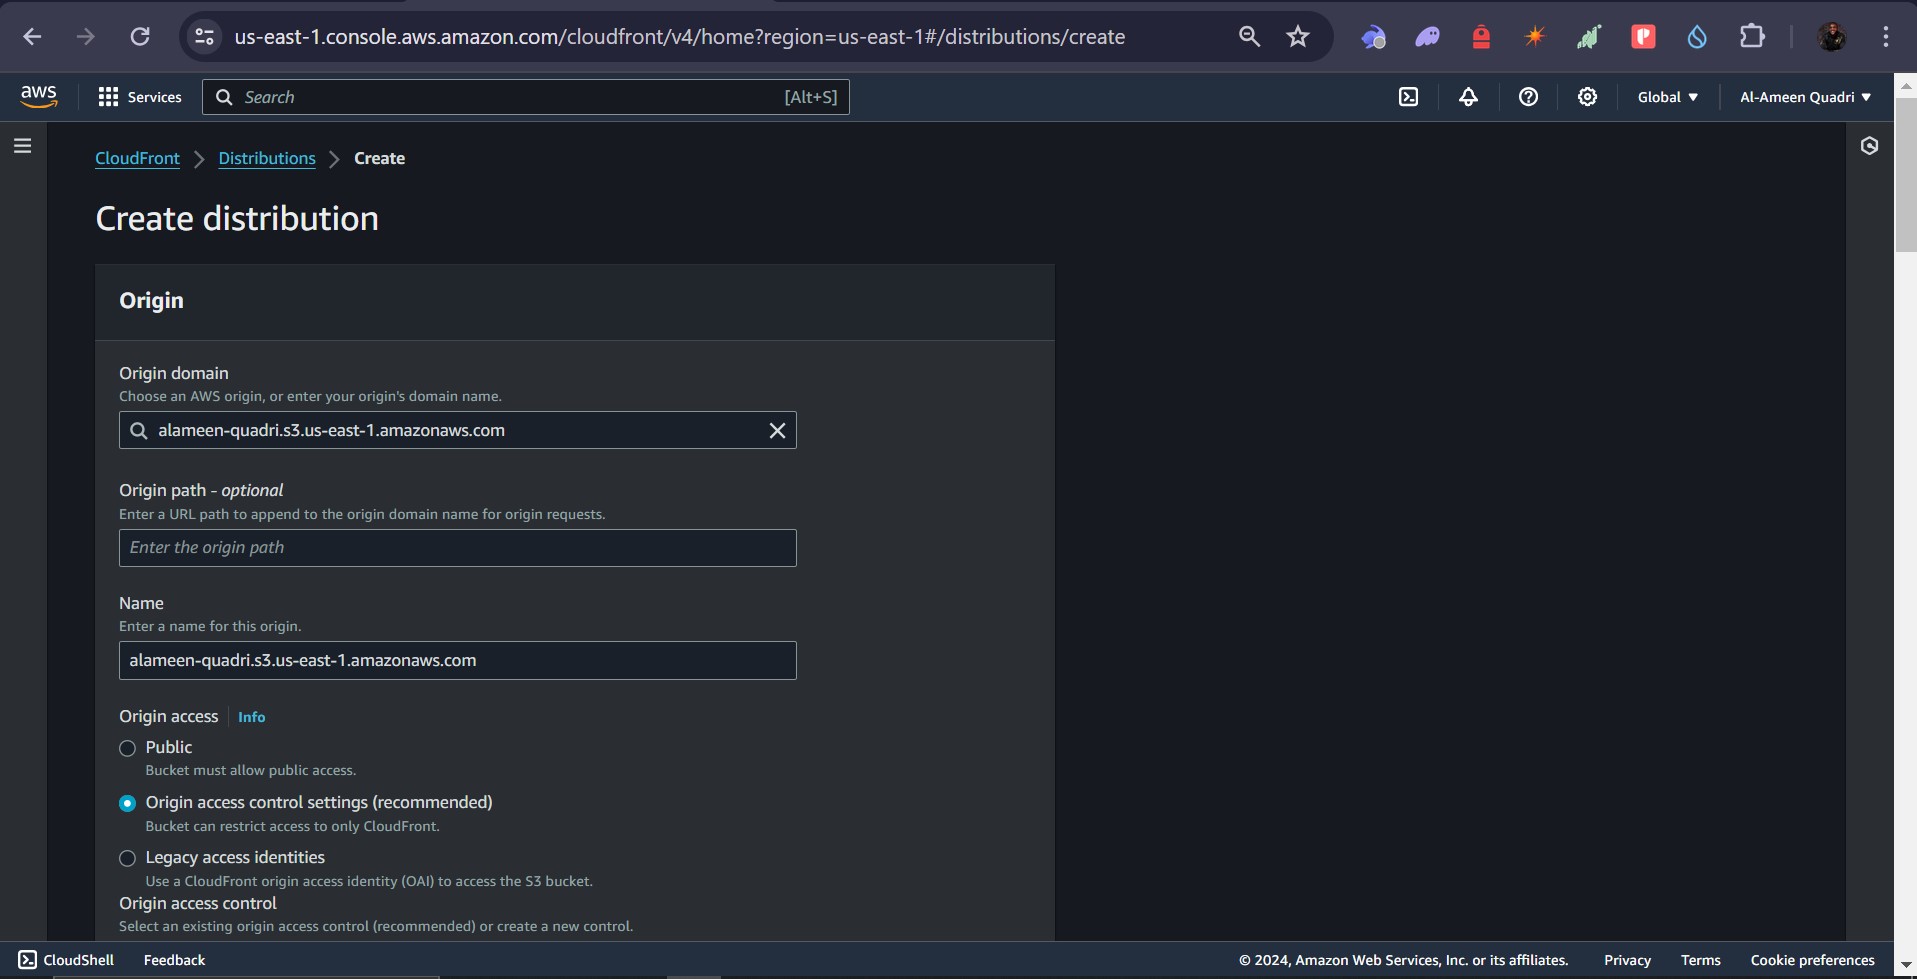 us-east-1.console.aws.amazon.com/cloudfront/v4/home?region=us-east-1#/distributions/create
aws
Services
Search
[Alt+S]
Global
Al-Ameen Quadri
CloudFront
Distributions
Create
Create distribution
Origin
Origin domain
Choose an AWS origin, or enter your origin's domain name.
alameen-quadri.s3.us-east-1.amazonaws.com
Origin path - optional
Enter a URL path to append to the origin domain name for origin requests.
Enter the origin path
Name
Enter a name for this origin.
alameen-quadri.s3.us-east-1.amazonaws.com
Origin access
Info
Public
Bucket must allow public access.
Origin access control settings (recommended)
Bucket can restrict access to only CloudFront.
Legacy access identities
Use a CloudFront origin access identity (OAI) to access the S3 bucket.
Origin access control
Select an existing origin access control (recommended) or create a new control.
CloudShell
Feedback
© 2024, Amazon Web Services, Inc. or its affiliates.
Privacy
Terms
Cookie preferences